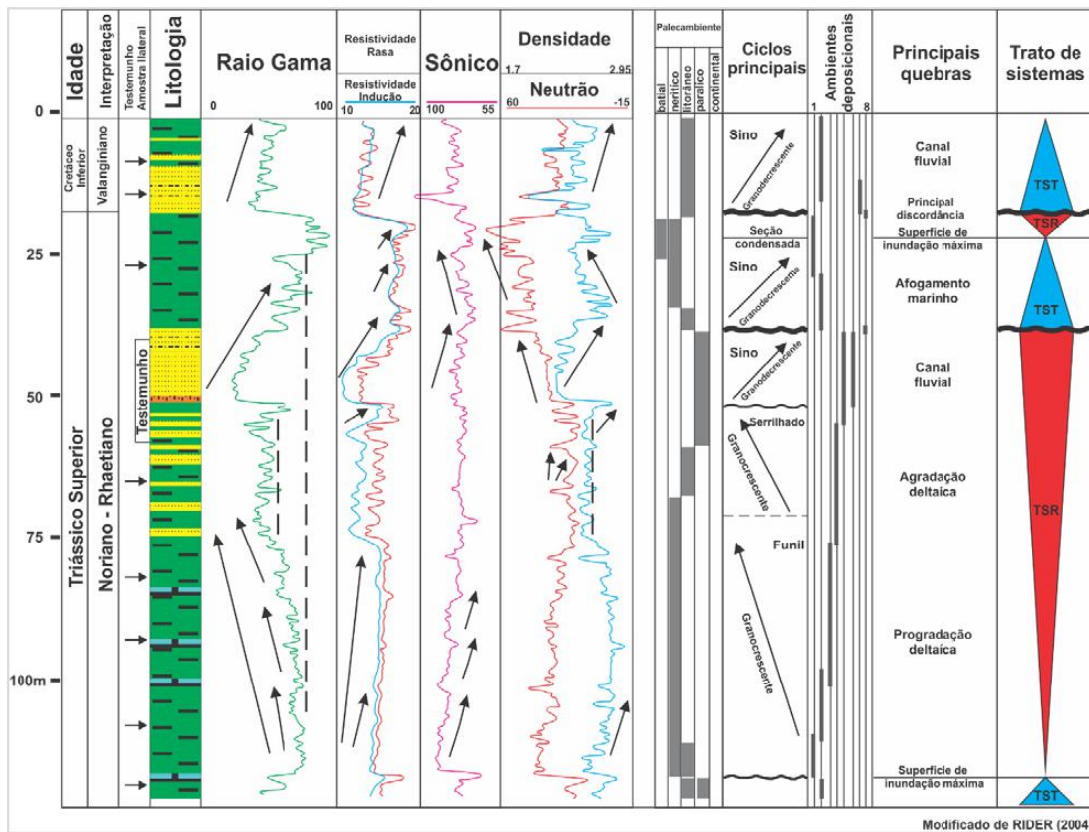 Idade
Interpretação
Testemunho
Amostra llateral
Litologia
Raio Gama
0 100
Resistividade
Rasa
Resistividade
Indução
10 20
Sônico
100 55
Densidade
1.7 2.95
Neutrão
60 -15
Palecambiente
batial
nerítico
litorâneo
parálico
continental
Ciclos
principais
Ambientes
deposicionais
1 8
Principais
quebras
Trato de
sistemas
0
25
50
75
100m
Cretáceo
Inferior
Valanginiano
Triássico Superior
Noriano - Rhaetiano
Testemunho
Sino
Granodecrescente
Seção
condensada
Sino
Granodecrescente
Sino
Granodecrescente
Serrilhado
Granocrescente
Funil
Granocrescente
Canal
fluvial
Principal
discordância
Superfície de
inundação máxima
Afogamento
marinho
Canal
fluvial
Agradação
deltaíca
Progradação
deltaíca
Superfície de
inundação máxima
TST
TSR
TST
TSR
TST
Modificado de RIDER (2004